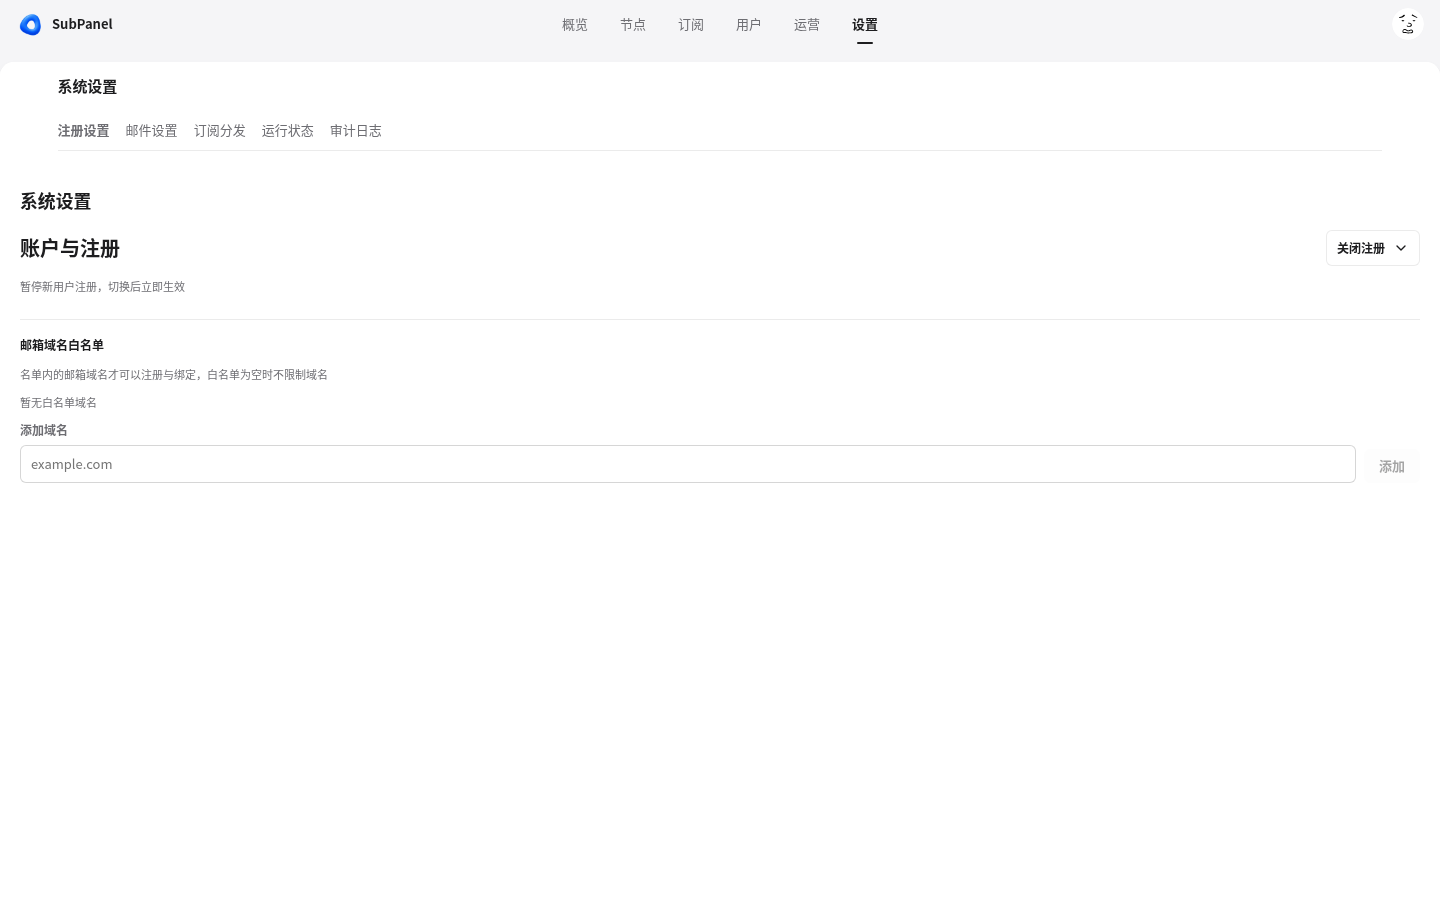 SubPanel
概览 节点 订阅 用户 运营 设置
系统设置
注册设置 邮件设置 订阅分发 运行状态 审计日志
系统设置
账户与注册
关闭注册
暂停新用户注册，切换后立即生效
邮箱域名白名单
名单内的邮箱域名才可以注册与绑定，白名单为空时不限制域名
暂无白名单域名
添加域名
example.com
添加